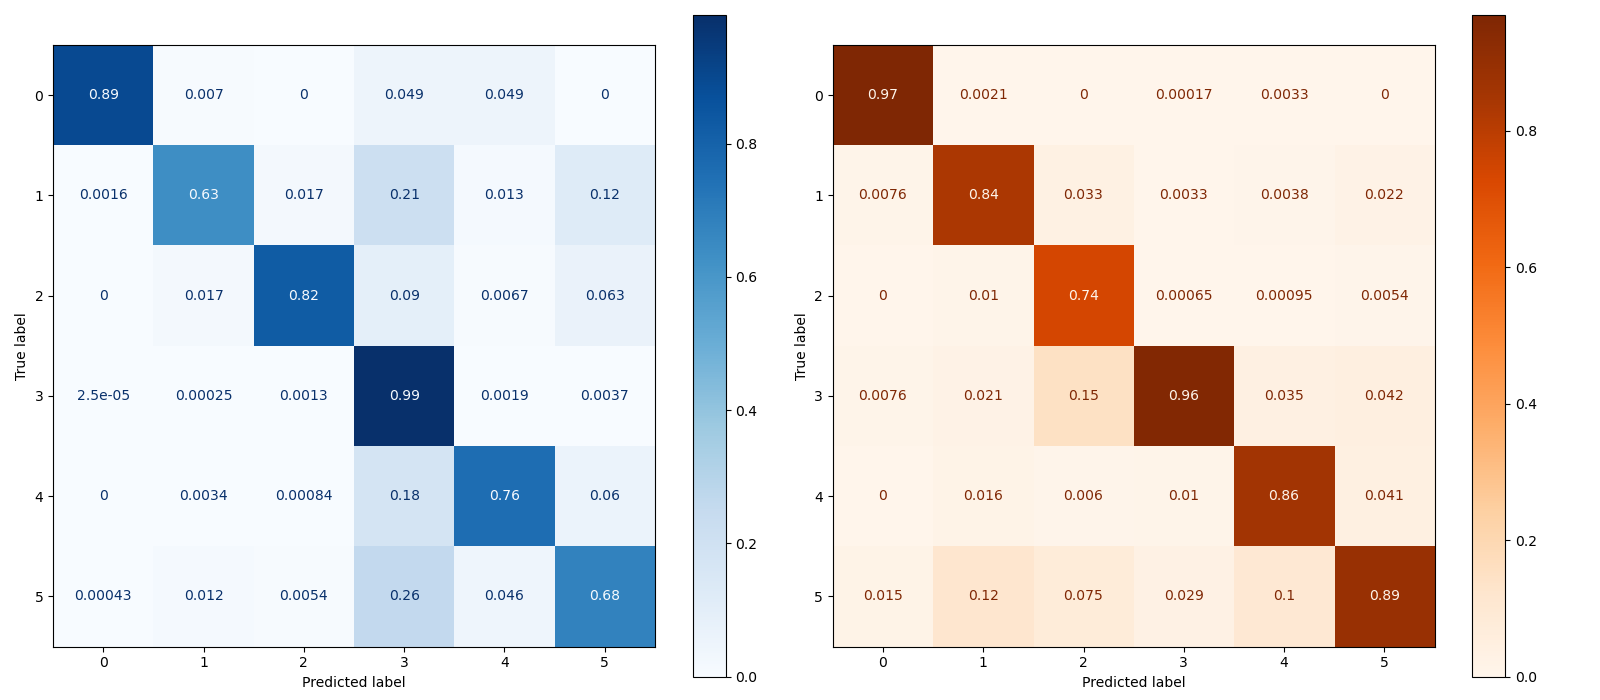 0 0.89 0.007 0 0.049 0.049 0
1 0.0016 0.63 0.017 0.21 0.013 0.12
2 0 0.017 0.82 0.09 0.0067 0.063
3 2.5e-05 0.00025 0.0013 0.99 0.0019 0.0037
4 0 0.0034 0.00084 0.18 0.76 0.06
5 0.00043 0.012 0.0054 0.26 0.046 0.68
0 1 2 3 4 5
True label
Predicted label
0.8
0.6
0.4
0.2
0.0
0 0.97 0.0021 0 0.00017 0.0033 0
1 0.0076 0.84 0.033 0.0033 0.0038 0.022
2 0 0.01 0.74 0.00065 0.00095 0.0054
3 0.0076 0.021 0.15 0.96 0.035 0.042
4 0 0.016 0.006 0.01 0.86 0.041
5 0.015 0.12 0.075 0.029 0.1 0.89
0 1 2 3 4 5
True label
Predicted label
0.8
0.6
0.4
0.2
0.0